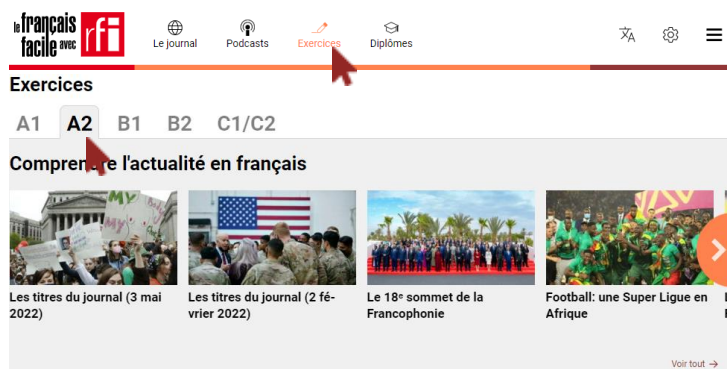 le français
facile avec
rfi
Le journal
Podcasts
Exercices
Diplômes
Exercices
A1
A2
B1
B2
C1/C2
Comprendre l'actualité en français
Les titres du journal (3 mai
2022)
Les titres du journal (2 fé-
vrier 2022)
Le 18e sommet de la
Francophonie
Football: une Super Ligue en
Afrique
Voir tout →